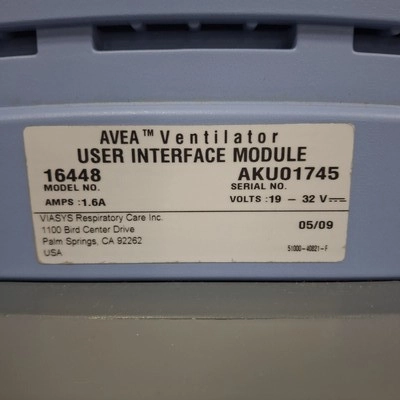 AVEA™ Ventilator
USER INTERFACE MODULE
16448 AKU01745
MODEL NO. SERIAL NO.
AMPS : 1.6A VOLTS : 19 - 32 V
VIASYS Respiratory Care Inc.
1100 Bird Center Drive 05/09
Palm Springs, CA 92262
USA 51000-40821-F